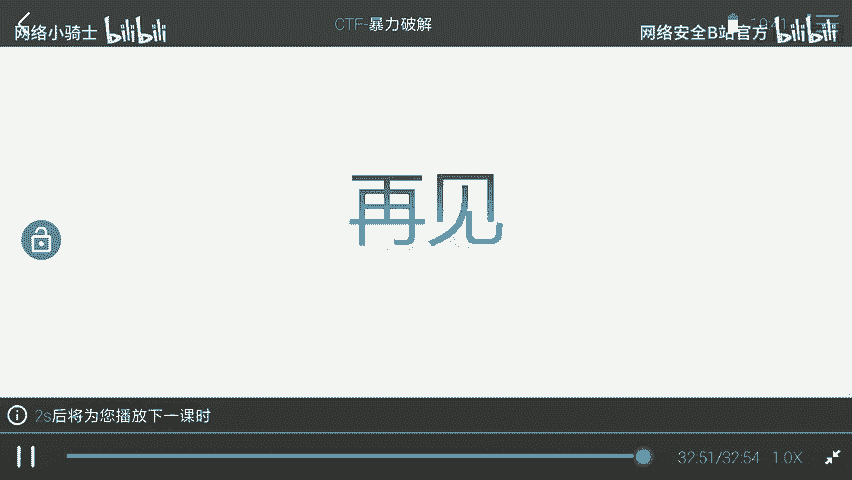 网络小骑士 bilibili
CTF-暴力破解
网络安全B站官方 bilibili
再见
2s后将为您播放下一课时
32:51/32:54 1.0X